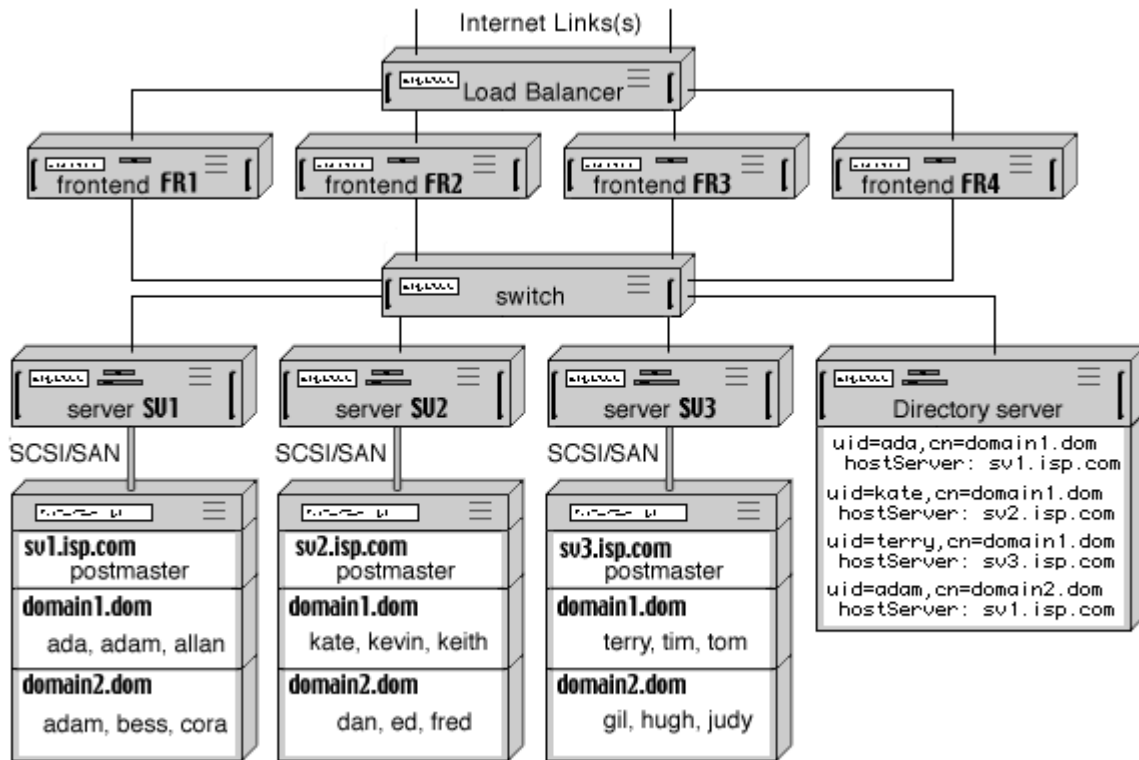 Internet Links(s)
Load Balancer
frontend FR1
frontend FR2
frontend FR3
frontend FR4
switch
server SV1
server SV2
server SV3
Directory server
SCSI/SAN
SCSI/SAN
SCSI/SAN
sv1.isp.com
postmaster
domain1.dom
ada, adam, allan
domain2.dom
adam, bess, cora
sv2.isp.com
postmaster
domain1.dom
kate, kevin, keith
domain2.dom
dan, ed, fred
sv3.isp.com
postmaster
domain1.dom
terry, tim, tom
domain2.dom
gil, hugh, judy
uid=ada,cn=domain1.dom
hostServer: sv1.isp.com
uid=kate,cn=domain1.dom
hostServer: sv2.isp.com
uid=terry,cn=domain1.dom
hostServer: sv3.isp.com
uid=adam,cn=domain2.dom
hostServer: sv1.isp.com